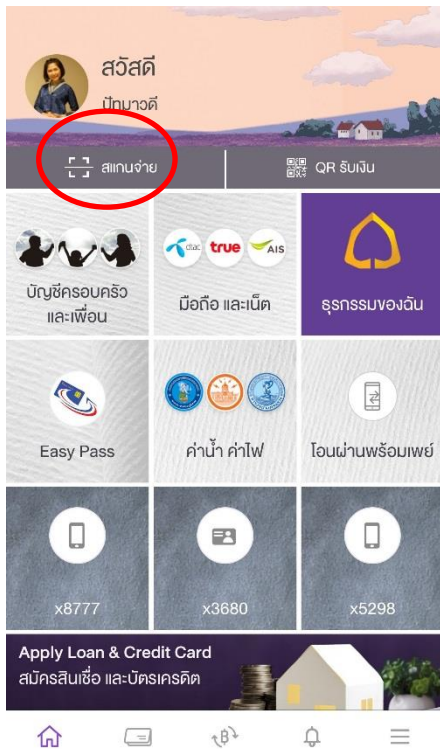 สวัสดี
ปัทมาวดี
สแกนจ่าย
QR รับเงิน
dtac true AIS
บัญชีครอบครัว
และเพื่อน
มือถือ และเน็ต
ธุรกรรมของฉัน
Easy Pass
ค่าน้ำ ค่าไฟ
โอนผ่านพร้อมเพย์
x8777
x3680
x5298
Apply Loan & Credit Card
สมัครสินเชื่อ และบัตรเครดิต